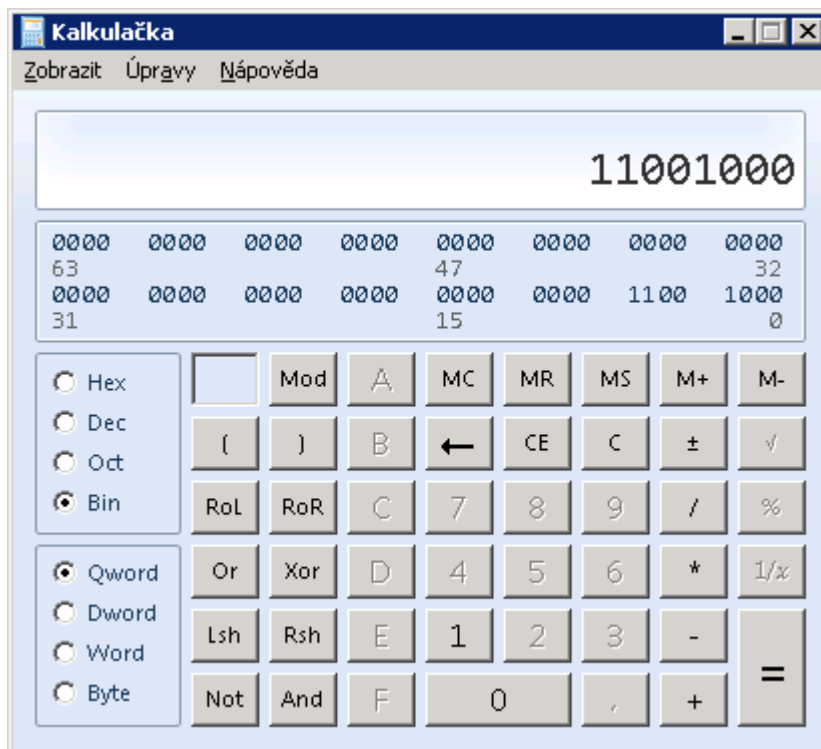 Kalkulačka
Zobrazit Úpravy Nápověda
11001000
0000 0000 0000 0000 0000 0000 0000 0000
63 47 32
0000 0000 0000 0000 0000 0000 1100 1000
31 15 0
Hex Mod A MC MR MS M+ M-
Dec
Oct
( ) B ← CE C ± √
Bin RoL RoR C 7 8 9 / %
Qword Or Xor D 4 5 6 * 1/x
Dword
Word
Lsh Rsh E 1 2 3 - =
Byte Not And F 0 , +